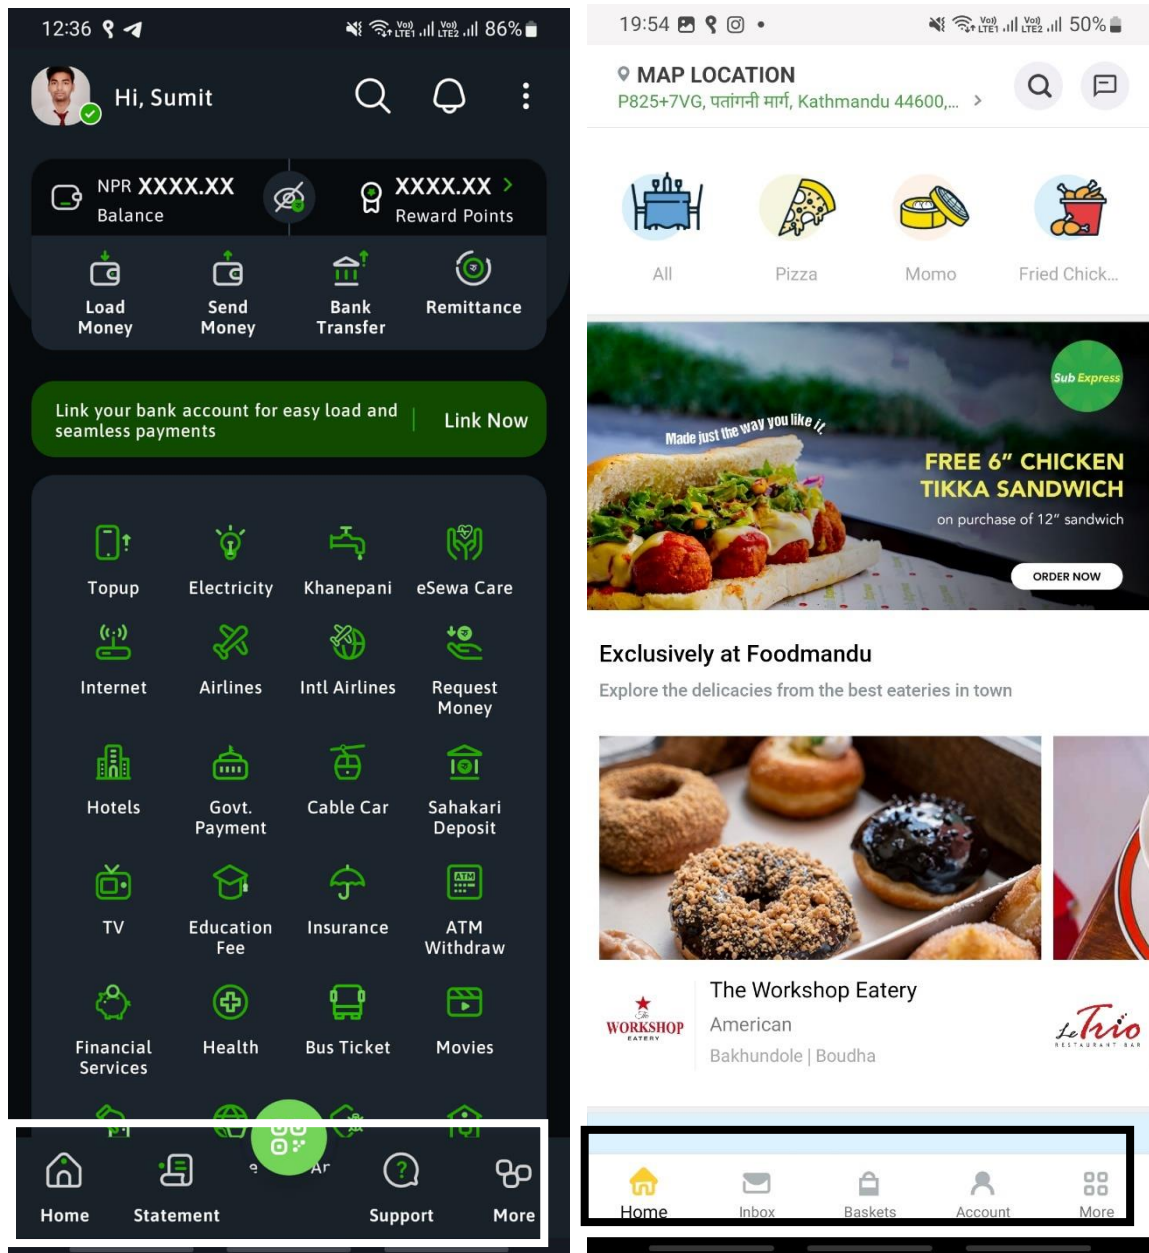 12:36
86%
Hi, Sumit
NPR XXXX.XX
Balance
XXXX.XX >
Reward Points
Load
Money
Send
Money
Bank
Transfer
Remittance
Link your bank account for easy load and
seamless payments
Link Now
Topup
Electricity
Khanepani
eSewa Care
Internet
Airlines
Intl Airlines
Request
Money
Hotels
Govt.
Payment
Cable Car
Sahakari
Deposit
TV
Education
Fee
Insurance
ATM
ATM
Withdraw
Financial
Services
Health
Bus Ticket
Movies
Home
Statement
Support
More
19:54
50%
MAP LOCATION
P825+7VG, पतांगनी मार्ग, Kathmandu 44600,... >
All
Pizza
Momo
Fried Chick...
Sub Express
Made just the way you like it.
FREE 6” CHICKEN
TIKKA SANDWICH
on purchase of 12” sandwich
ORDER NOW
Exclusively at Foodmandu
Explore the delicacies from the best eateries in town
The
WORKSHOP
EATERY
The Workshop Eatery
American
Bakhundole | Boudha
Le Trio
RESTAURANT BAR
Home
Inbox
Baskets
Account
More